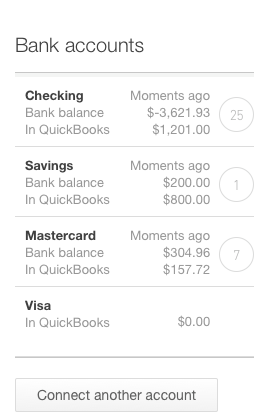 Bank accounts
Checking Moments ago
Bank balance $-3,621.93 25
In QuickBooks $1,201.00
Savings Moments ago
Bank balance $200.00 1
In QuickBooks $800.00
Mastercard Moments ago
Bank balance $304.96 7
In QuickBooks $157.72
Visa
In QuickBooks $0.00
Connect another account